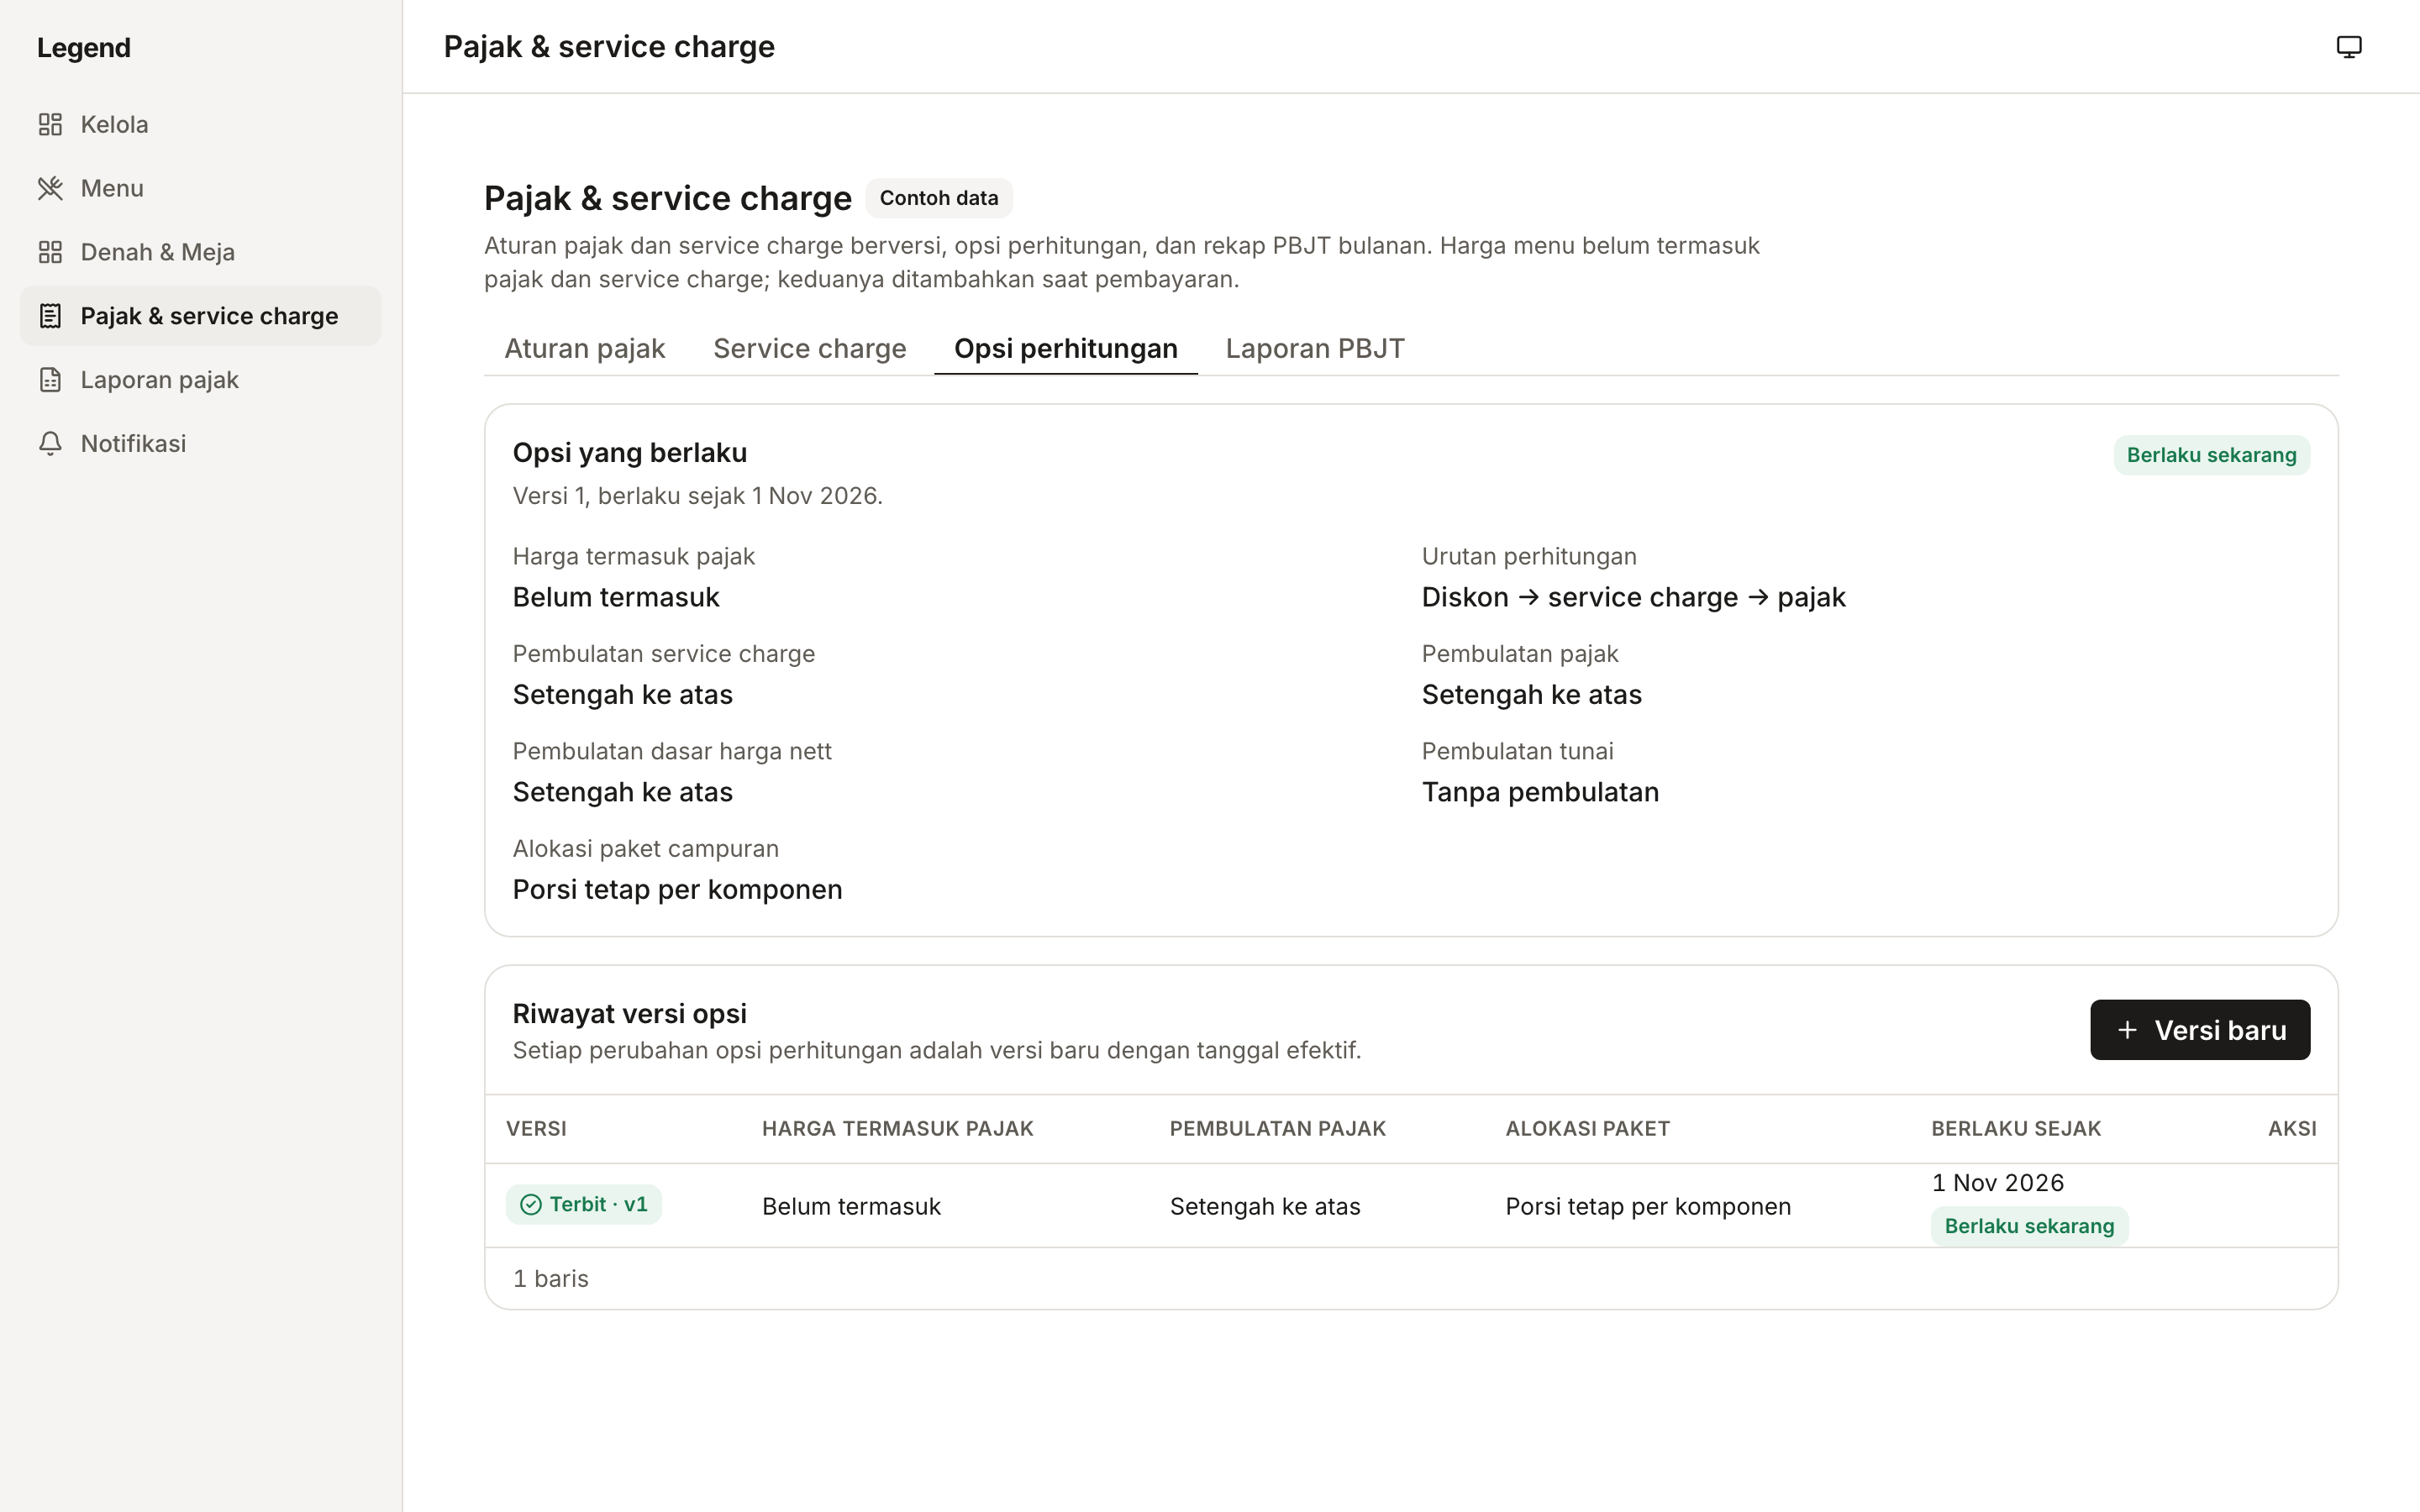 Legend
Kelola
Menu
Denah & Meja
Pajak & service charge
Laporan pajak
Notifikasi
Pajak & service charge
Pajak & service charge
Contoh data
Aturan pajak dan service charge berversi, opsi perhitungan, dan rekap PBJT bulanan. Harga menu belum termasuk
pajak dan service charge; keduanya ditambahkan saat pembayaran.
Aturan pajak Service charge Opsi perhitungan Laporan PBJT
Opsi yang berlaku
Berlaku sekarang
Versi 1, berlaku sejak 1 Nov 2026.
Harga termasuk pajak
Belum termasuk
Urutan perhitungan
Diskon → service charge → pajak
Pembulatan service charge
Setengah ke atas
Pembulatan pajak
Setengah ke atas
Pembulatan dasar harga nett
Setengah ke atas
Pembulatan tunai
Tanpa pembulatan
Alokasi paket campuran
Porsi tetap per komponen
Riwayat versi opsi
Setiap perubahan opsi perhitungan adalah versi baru dengan tanggal efektif.
+ Versi baru
VERSI HARGA TERMASUK PAJAK PEMBULATAN PAJAK ALOKASI PAKET BERLAKU SEJAK AKSI
Terbit · v1 Belum termasuk Setengah ke atas Porsi tetap per komponen 1 Nov 2026
Berlaku sekarang
1 baris